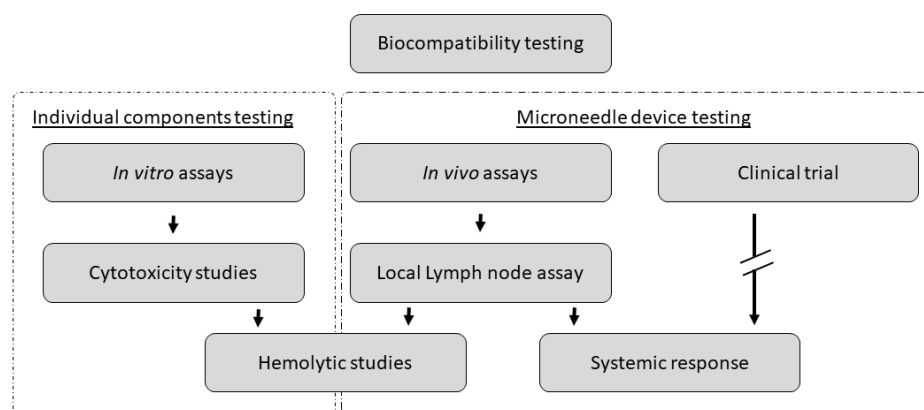 Biocompatibility testing
Individual components testing
Microneedle device testing
In vitro assays
In vivo assays
Clinical trial
Cytotoxicity studies
Local Lymph node assay
Hemolytic studies
Systemic response